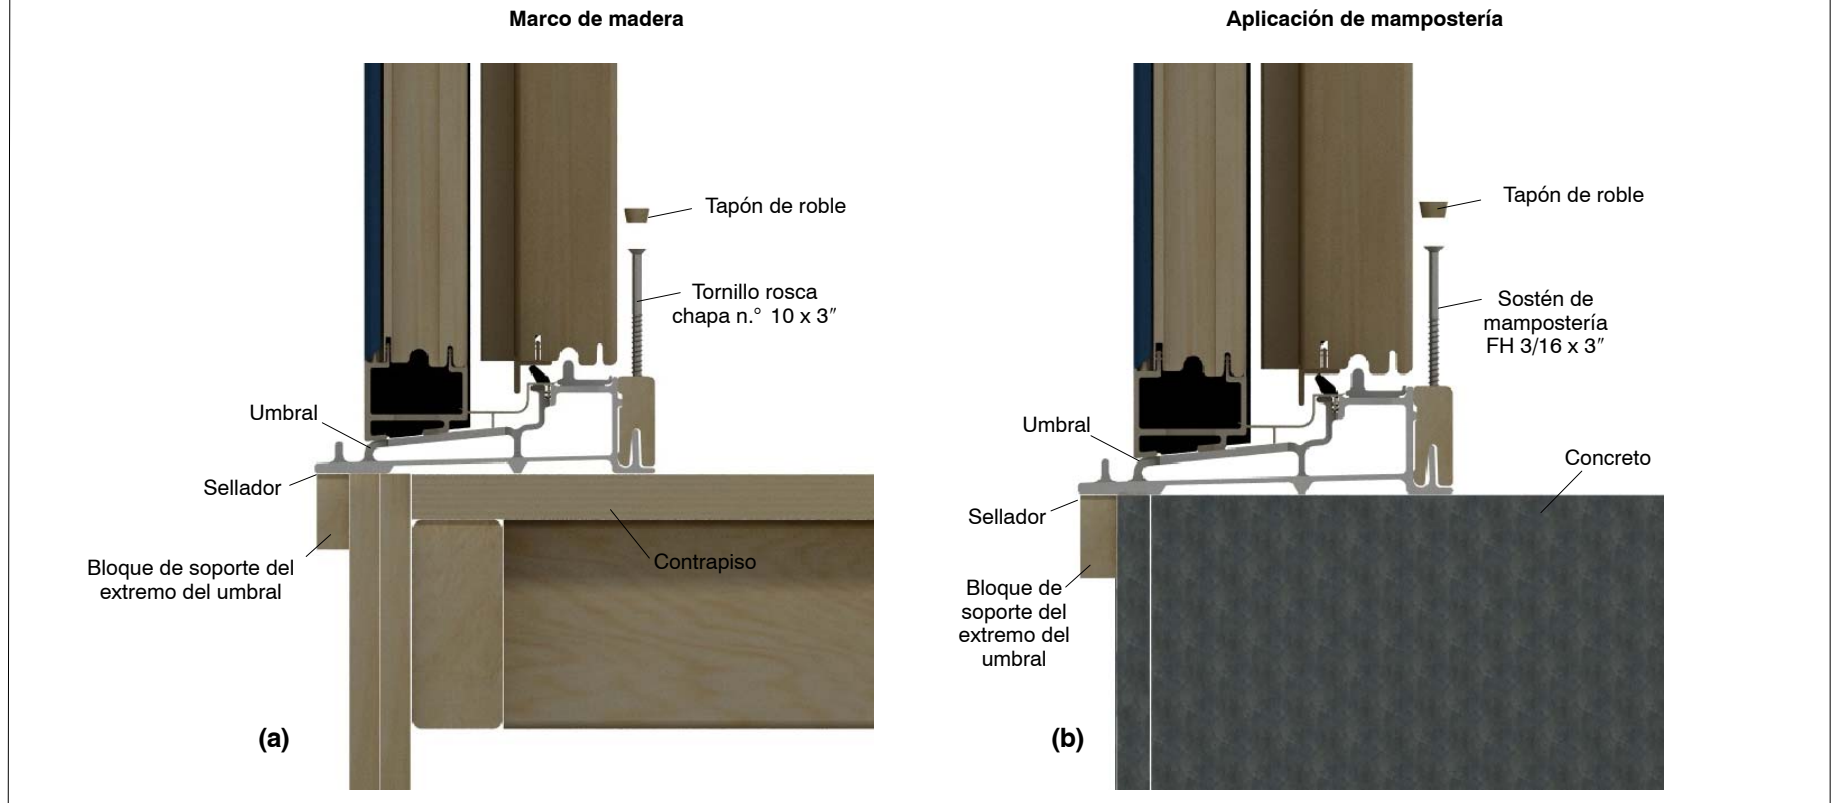 Marco de madera
Tapón de roble
Tornillo rosca
chapa n.° 10 x 3″
Umbral
Sellador
Bloque de soporte del
extremo del umbral
Contrapiso
(a)
Aplicación de mampostería
Tapón de roble
Sostén de
mampostería
FH 3/16 x 3″
Umbral
Concreto
Sellador
Bloque de
soporte del
extremo del
umbral
(b)